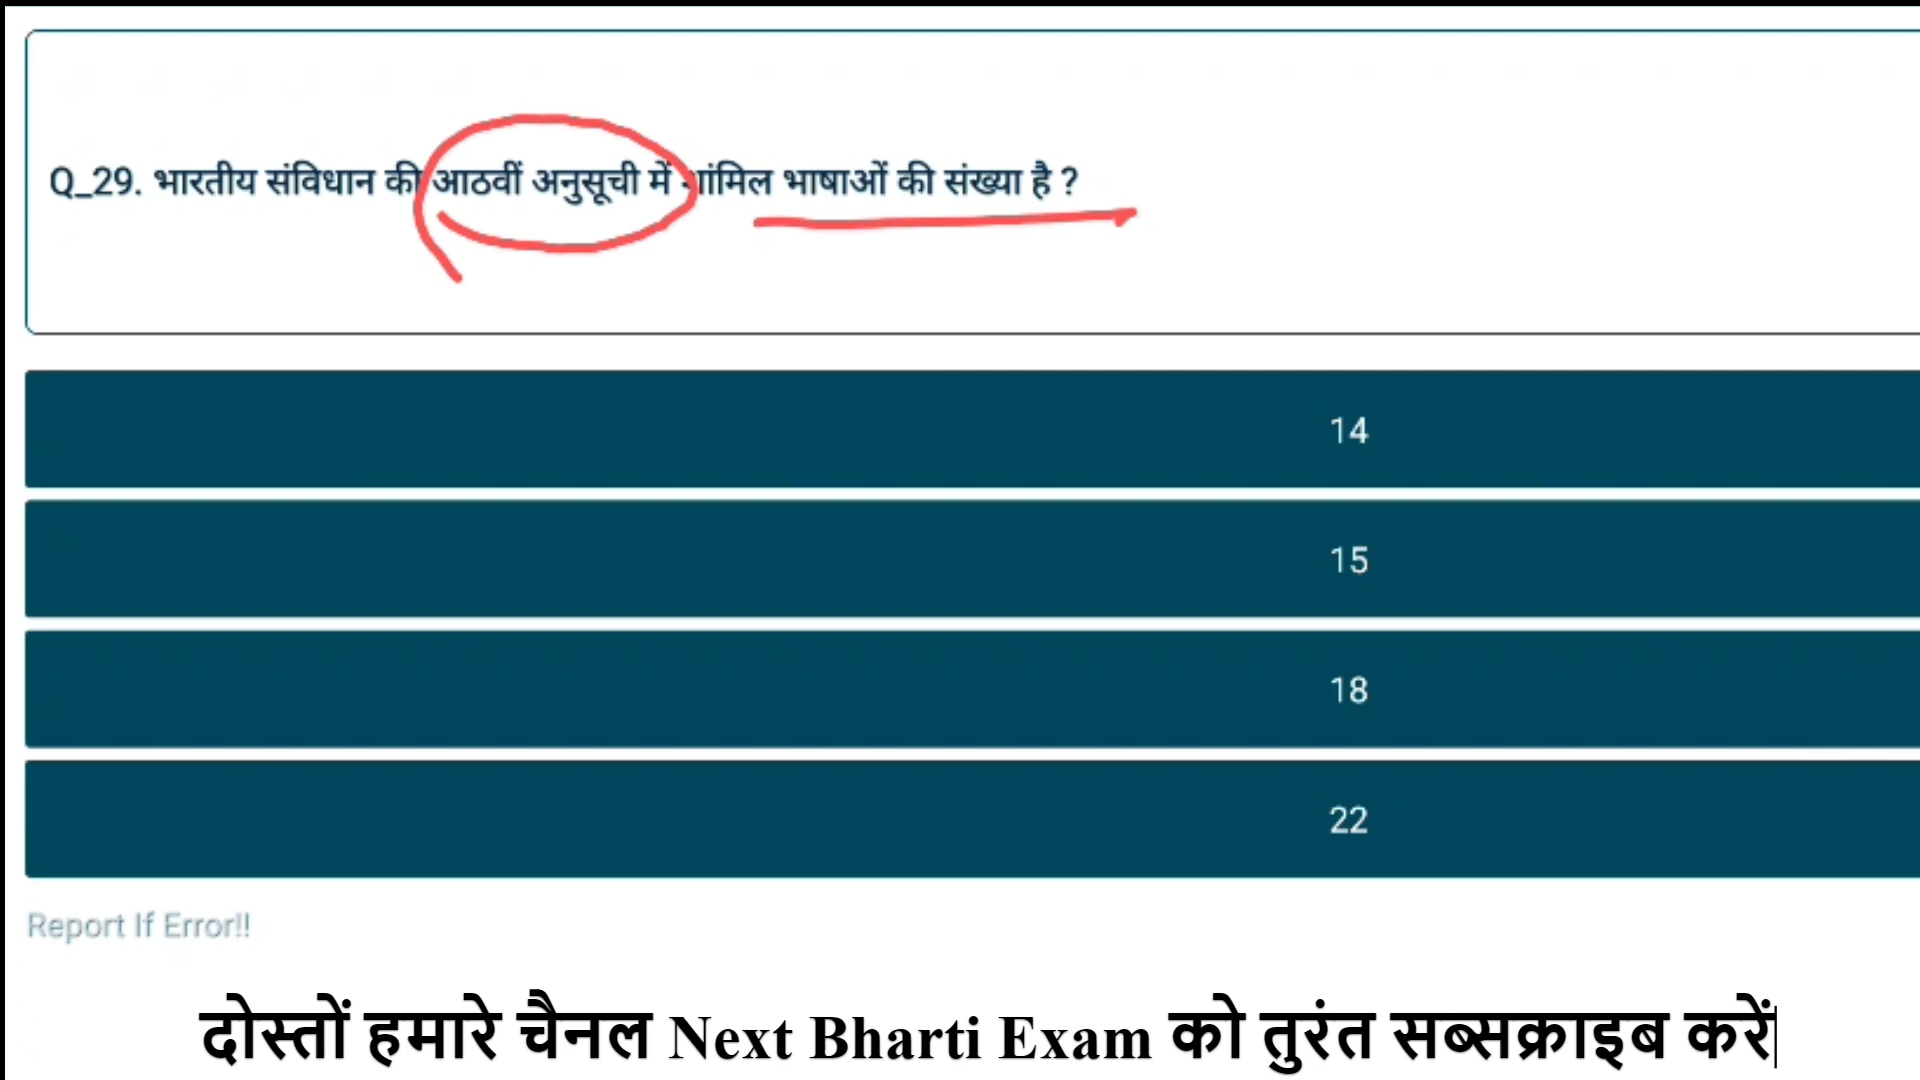 Q_29. भारतीय संविधान की आठवीं अनुसूची में शांमिल भाषाओं की संख्या है ?
14
15
18
22
Report If Error!!
दोस्तों हमारे चैनल Next Bharti Exam को तुरंत सब्सक्राइब करें